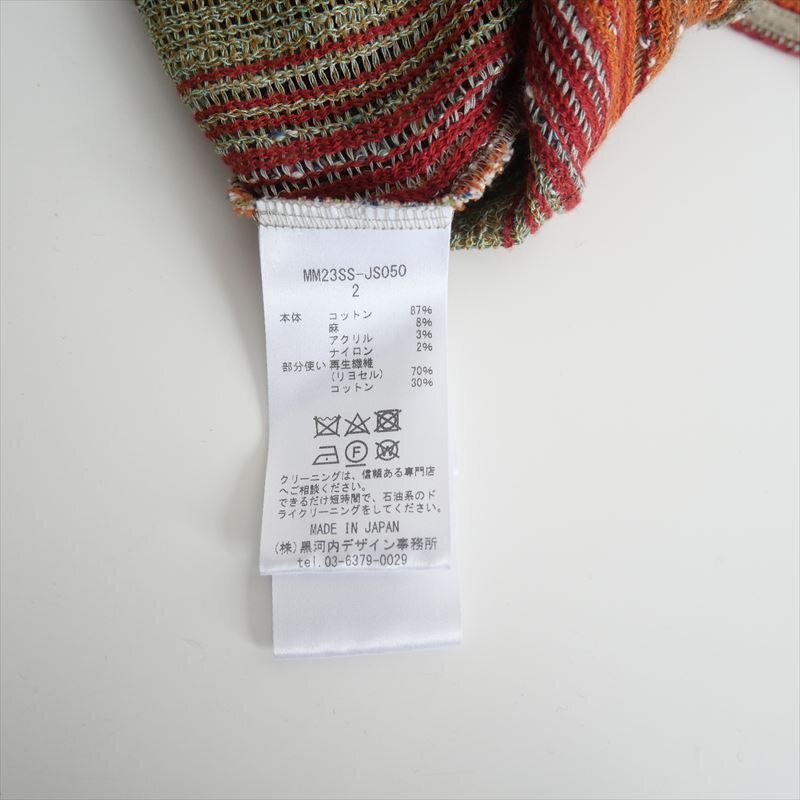 MM23SS-JS050
2
本体 コットン 87%
麻 8%
アクリル 3%
ナイロン 2%
部分使い 再生繊維
(リヨセル) 70%
コットン 30%
F W
クリーニングは、信頼ある専門店
へご相談ください。
できるだけ短時間で、石油系のド
ライクリーニングをしてください。
MADE IN JAPAN
(株)黒河内デザイン事務所
tel.03-6379-0029